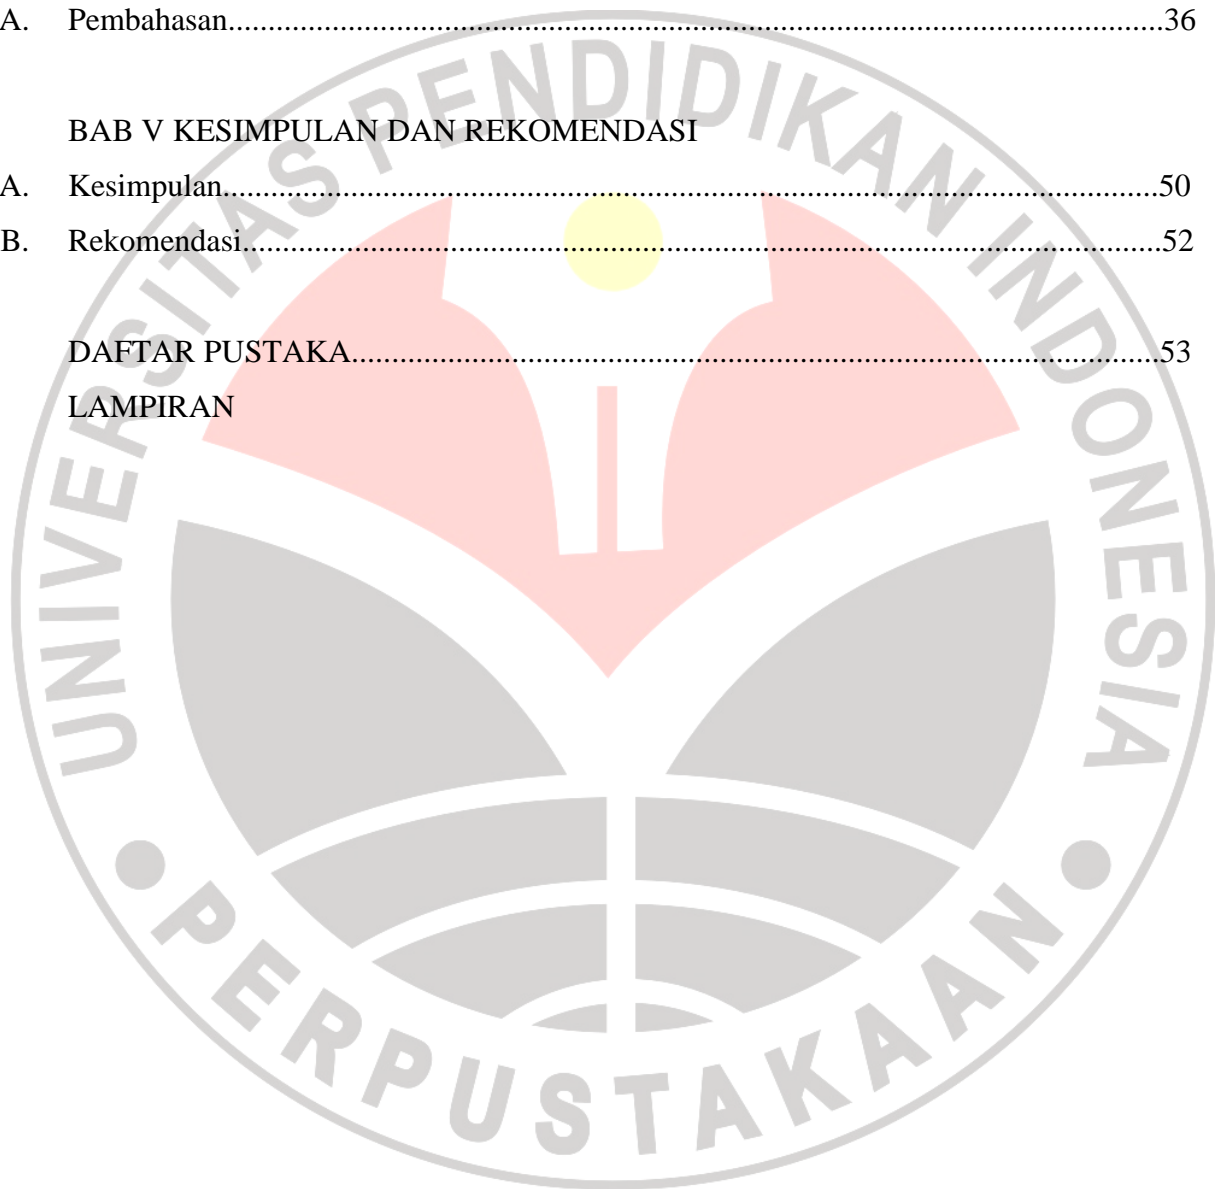 A. Pembahasan....................................................................................................................36
BAB V KESIMPULAN DAN REKOMENDASI
A. Kesimpulan....................................................................................................................50
B. Rekomendasi..................................................................................................................52
DAFTAR PUSTAKA....................................................................................................53
LAMPIRAN
UNIVERSITAS PENDIDIKAN INDONESIA
PERPUSTAKAAN